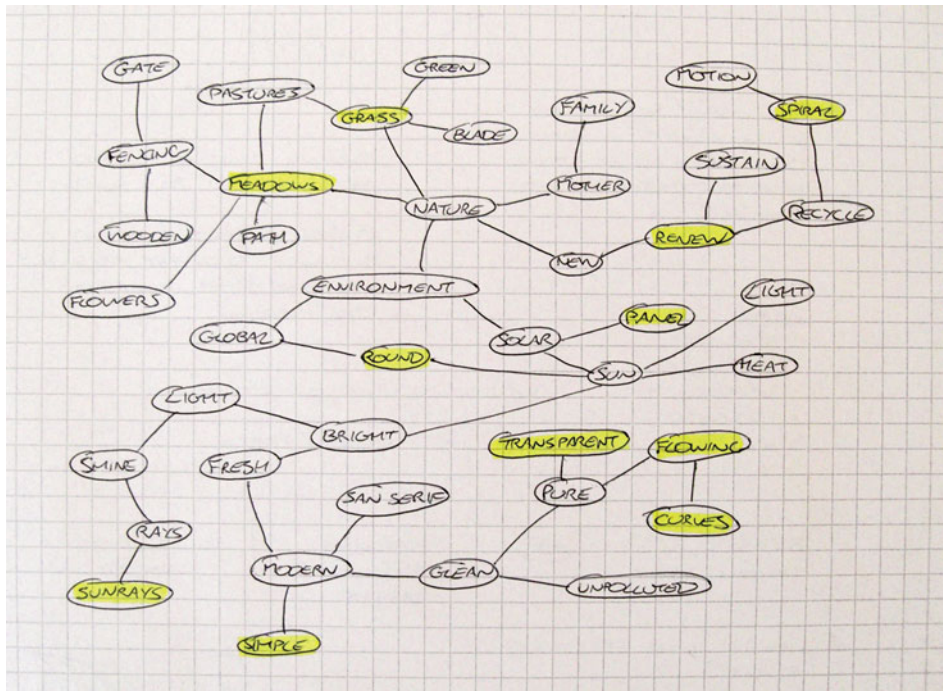 GATE
GREEN
MOTION
PASTURES
GRASS
FAMILY
SPIRAL
BLADE
FENCING
SUSTAIN
MEADOWS
MOTHER
NATURE
RECYCLE
WOODEN
PATH
RENEW
NEW
ENVIRONMENT
LIGHT
FLOWERS
PANEL
GLOBAL
SOLAR
ROUND
SUN
HEAT
LIGHT
BRIGHT
TRANSPARENT
FLOWING
SHINE
FRESH
SAN SERIF
PURE
CURVES
RAYS
MODERN
CLEAN
UNPOLLUTED
SUNRAYS
SIMPLE